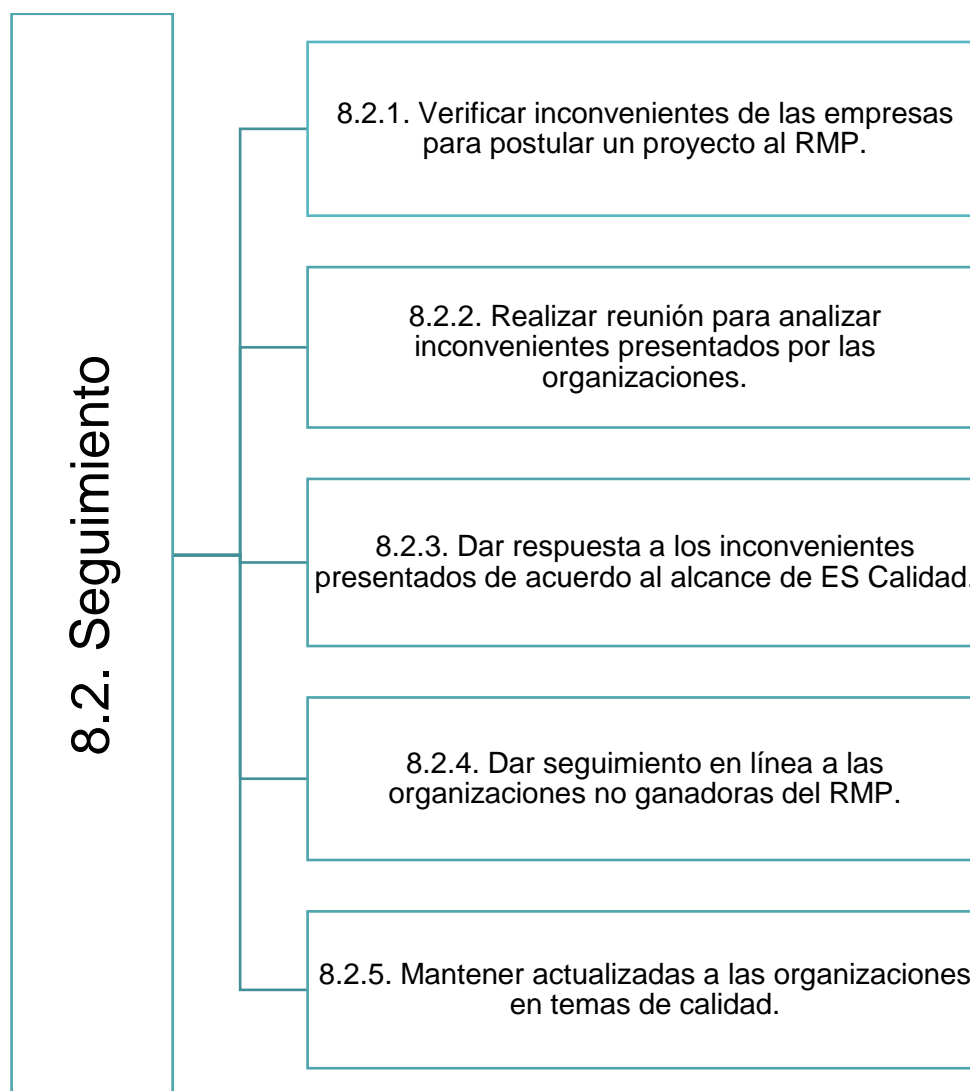 8.2. Seguimiento
8.2.1. Verificar inconvenientes de las empresas
para postular un proyecto al RMP.
8.2.2. Realizar reunión para analizar
inconvenientes presentados por las
organizaciones.
8.2.3. Dar respuesta a los inconvenientes
presentados de acuerdo al alcance de ES Calidad.
8.2.4. Dar seguimiento en línea a las
organizaciones no ganadoras del RMP.
8.2.5. Mantener actualizadas a las organizaciones
en temas de calidad.